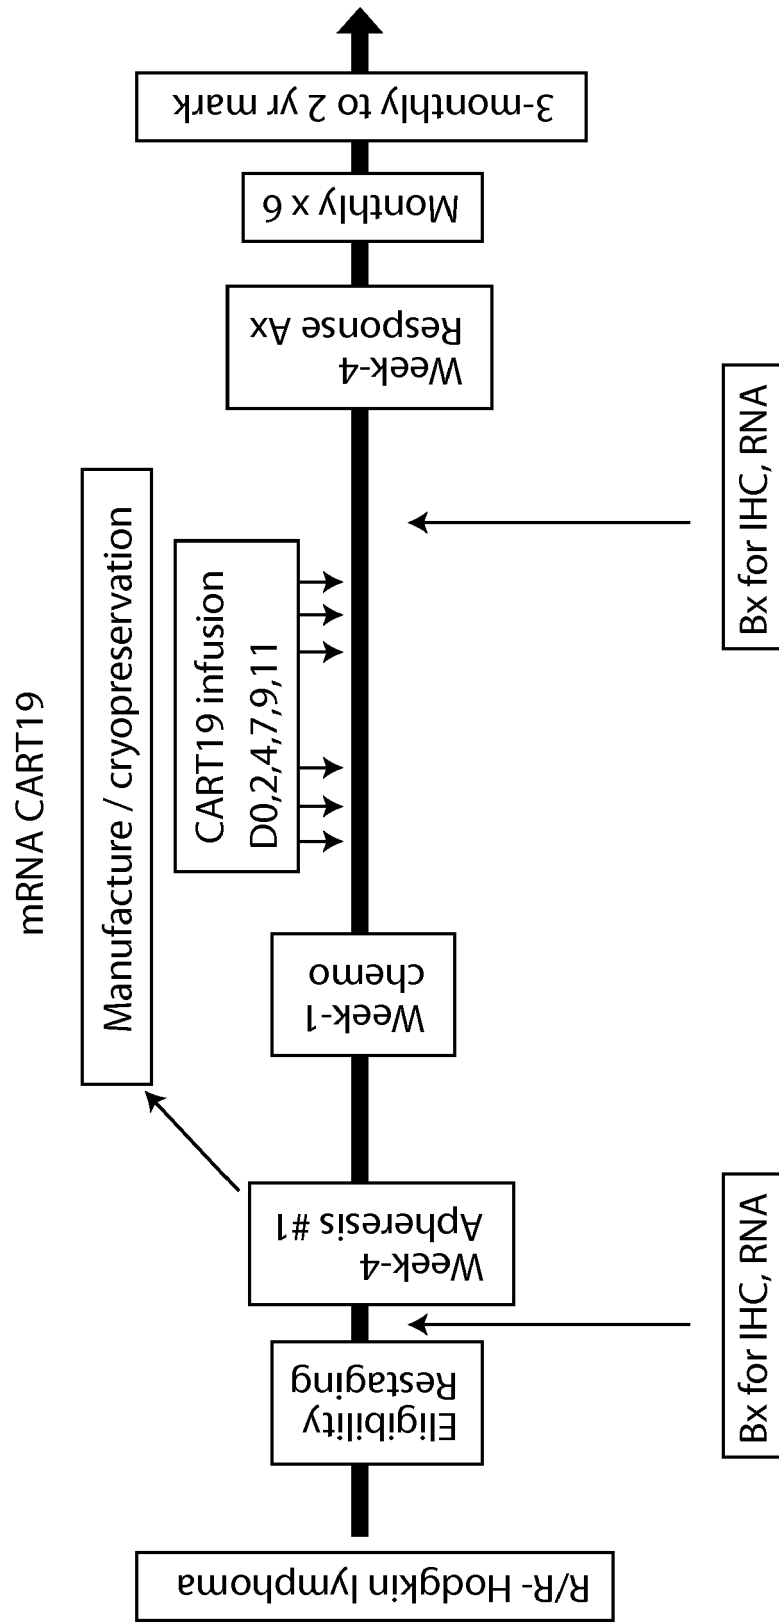 mRNA CART19
Manufacture / cryopreservation
CART19 infusion
D0,2,4,7,9,11
R/R- Hodgkin lymphoma
Eligibility
Restaging
Week-4
Apheresis #1
Week-1
chemo
Week-4
Response Ax
Monthly x 6
3-monthly to 2 yr mark
Bx for IHC, RNA
Bx for IHC, RNA